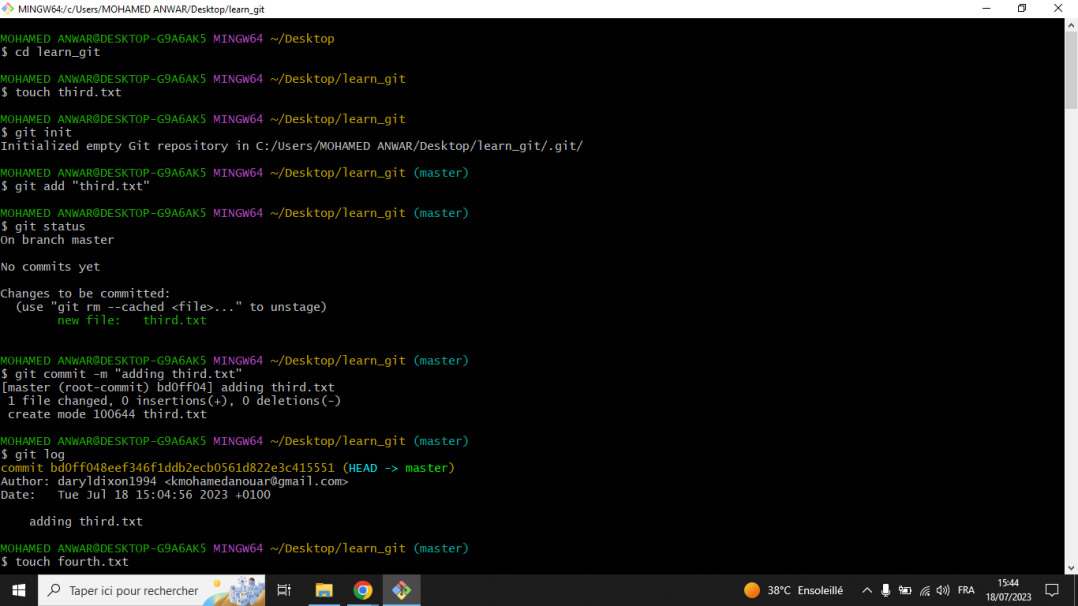 MINGW64:/c/Users/MOHAMED ANWAR/Desktop/learn_git
MOHAMED ANWAR@DESKTOP-G9A6AK5 MINGW64 ~/Desktop
$ cd learn_git
MOHAMED ANWAR@DESKTOP-G9A6AK5 MINGW64 ~/Desktop/learn_git
$ touch third.txt
MOHAMED ANWAR@DESKTOP-G9A6AK5 MINGW64 ~/Desktop/learn_git
$ git init
Initialized empty Git repository in C:/Users/MOHAMED ANWAR/Desktop/learn_git/.git/
MOHAMED ANWAR@DESKTOP-G9A6AK5 MINGW64 ~/Desktop/learn_git (master)
$ git add "third.txt"
MOHAMED ANWAR@DESKTOP-G9A6AK5 MINGW64 ~/Desktop/learn_git (master)
$ git status
On branch master
No commits yet
Changes to be committed:
  (use "git rm --cached <file>..." to unstage)
        new file:   third.txt
MOHAMED ANWAR@DESKTOP-G9A6AK5 MINGW64 ~/Desktop/learn_git (master)
$ git commit -m "adding third.txt"
[master (root-commit) bd0ff04] adding third.txt
 1 file changed, 0 insertions(+), 0 deletions(-)
 create mode 100644 third.txt
MOHAMED ANWAR@DESKTOP-G9A6AK5 MINGW64 ~/Desktop/learn_git (master)
$ git log
commit bd0ff048eef346f1ddb2ecb0561d822e3c415551 (HEAD -> master)
Author: daryldixon1994 <kmohamedanouar@gmail.com>
Date:   Tue Jul 18 15:04:56 2023 +0100
    adding third.txt
MOHAMED ANWAR@DESKTOP-G9A6AK5 MINGW64 ~/Desktop/learn_git (master)
$ touch fourth.txt
Taper ici pour rechercher
38°C Ensoleillé
FRA
15:44
18/07/2023